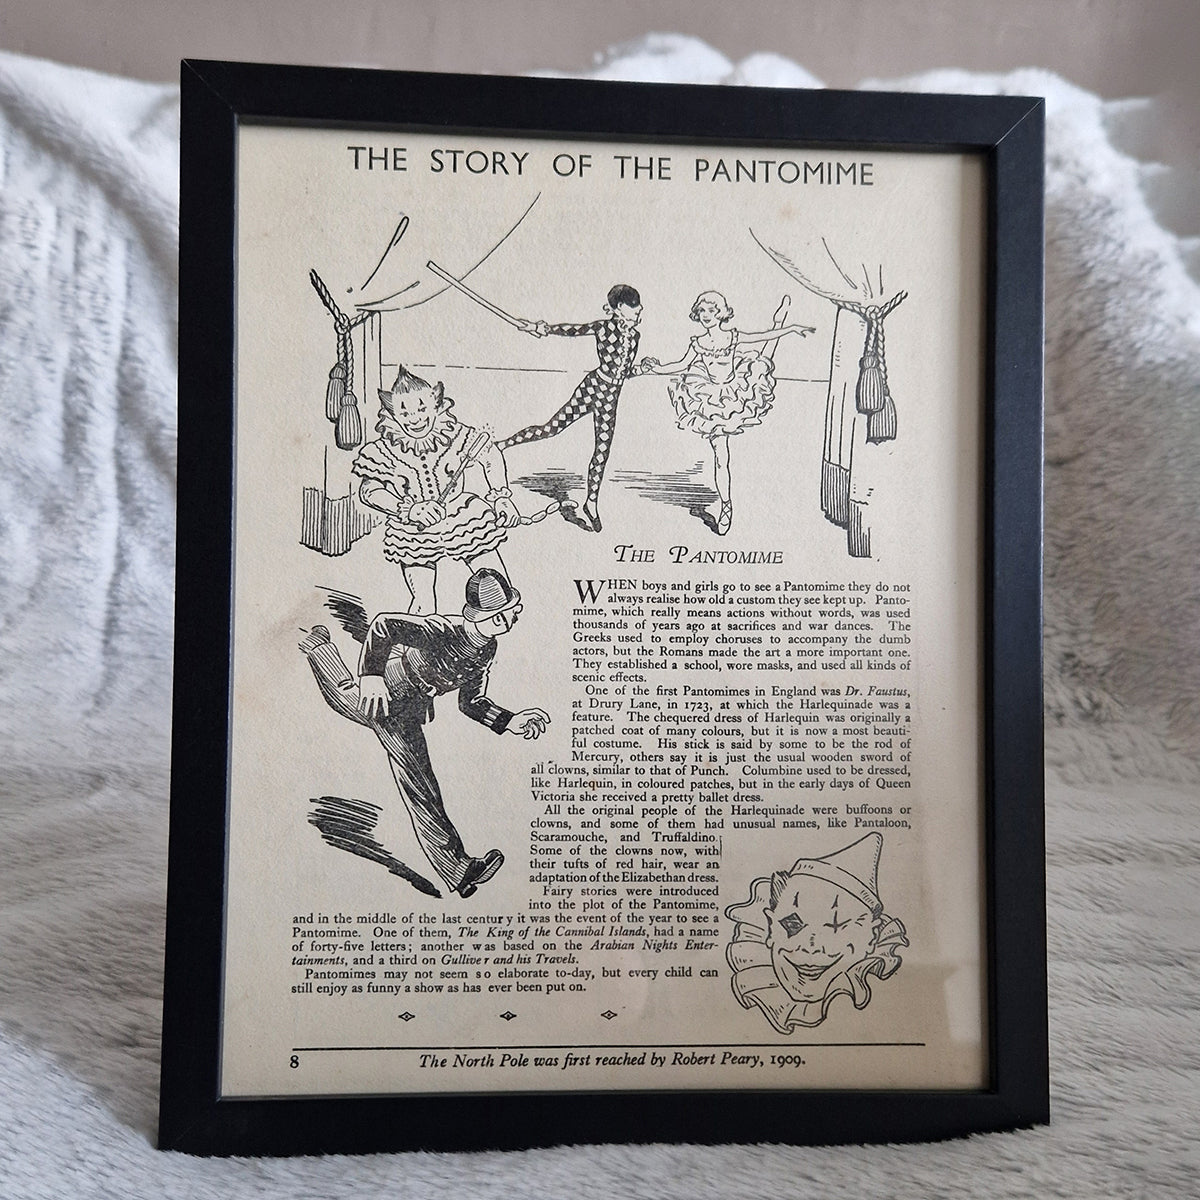 THE STORY OF THE PANTOMIME
THE PANTOMIME
WHEN boys and girls go to see a Pantomime they do not
always realise how old a custom they see kept up. Panto-
mime, which really means actions without words, was used
thousands of years ago at sacrifices and war dances. The
Greeks used to employ choruses to accompany the dumb
actors, but the Romans made the art a more important one.
They established a school, wore masks, and used all kinds of
scenic effects.
One of the first Pantomimes in England was Dr. Faustus,
at Drury Lane, in 1723, at which the Harlequinade was a
feature. The chequered dress of Harlequin was originally a
patched coat of many colours, but it is now a most beauti-
ful costume. His stick is said by some to be the rod of
Mercury, others say it is just the usual wooden sword of
all clowns, similar to that of Punch. Columbine used to be dressed,
like Harlequin, in coloured patches, but in the early days of Queen
Victoria she received a pretty ballet dress.
All the original people of the Harlequinade were buffoons or
clowns, and some of them had unusual names, like Pantaloon,
Scaramouche, and Truffaldino.
Some of the clowns now, with
their tufts of red hair, wear an
adaptation of the Elizabethan dress.
Fairy stories were introduced
into the plot of the Pantomime,
and in the middle of the last century it was the event of the year to see a
Pantomime. One of them, The King of the Cannibal Islands, had a name
of forty-five letters; another was based on the Arabian Nights Enter-
tainments, and a third on Gulliver and his Travels.
Pantomimes may not seem so elaborate to-day, but every child can
still enjoy as funny a show as has ever been put on.
8 The North Pole was first reached by Robert Peary, 1909.